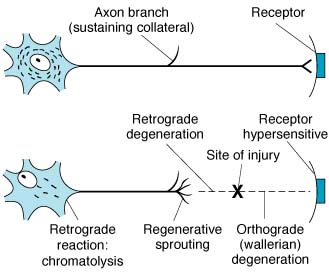 Axon branch
(sustaining collateral)
Receptor
Retrograde
degeneration
Receptor
hypersensitive
Site of injury
X
Retrograde
reaction:
chromatolysis
Regenerative
sprouting
Orthograde
(wallerian)
degeneration